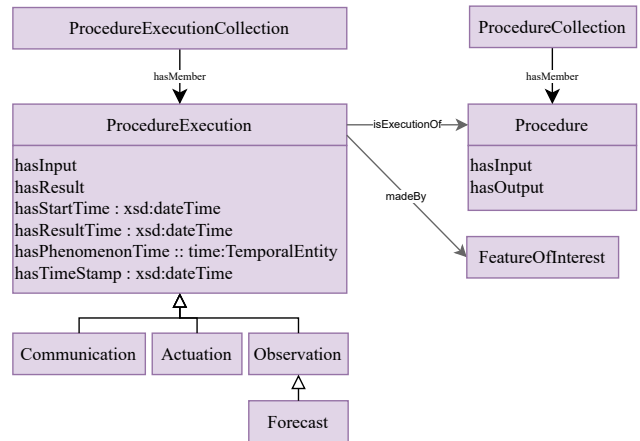 ProcedureExecutionCollection
ProcedureCollection
hasMember
hasMember
ProcedureExecution
isExecutionOf
Procedure
hasInput
hasResult
hasStartTime : xsd:dateTime
hasResultTime : xsd:dateTime
hasPhenomenonTime :: time:TemporalEntity
hasTimeStamp : xsd:dateTime
hasInput
hasOutput
madeBy
FeatureOfInterest
Communication
Actuation
Observation
Forecast